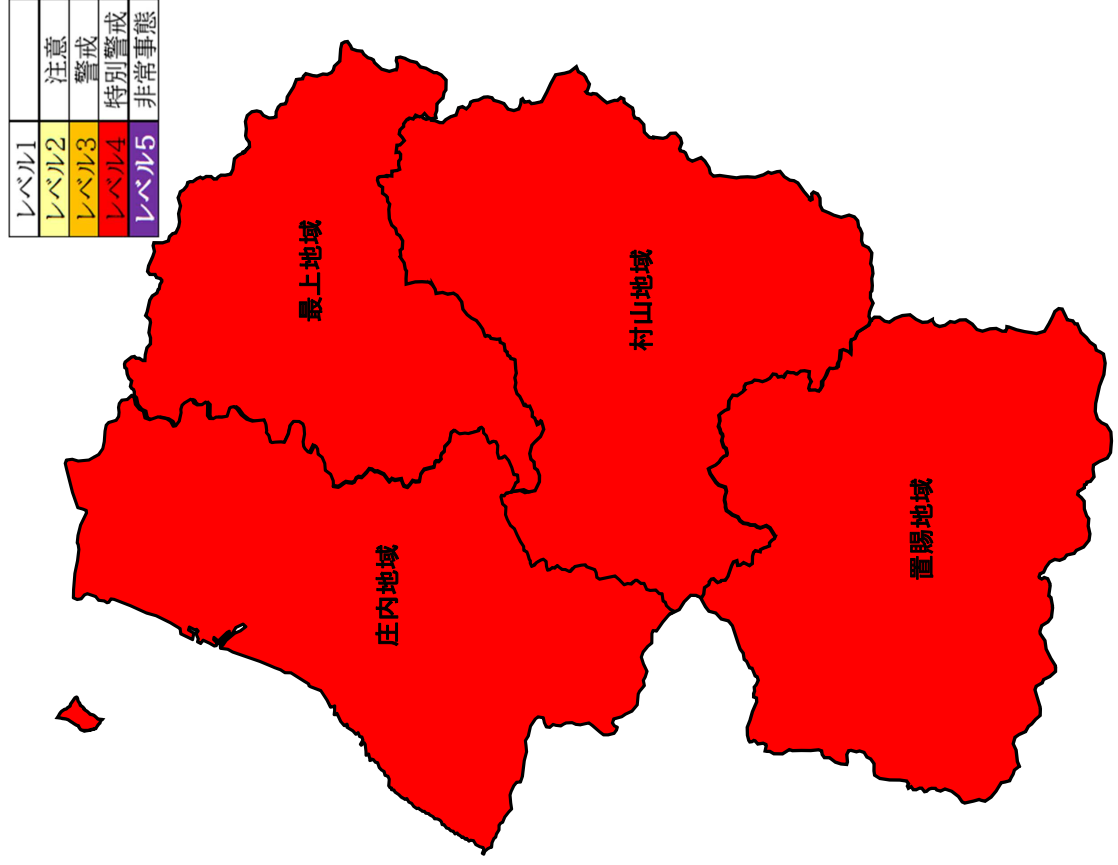 レベル1
レベル2 注意
レベル3 警戒
レベル4 特別警戒
レベル5 非常事態
最上地域
村山地域
庄内地域
置賜地域